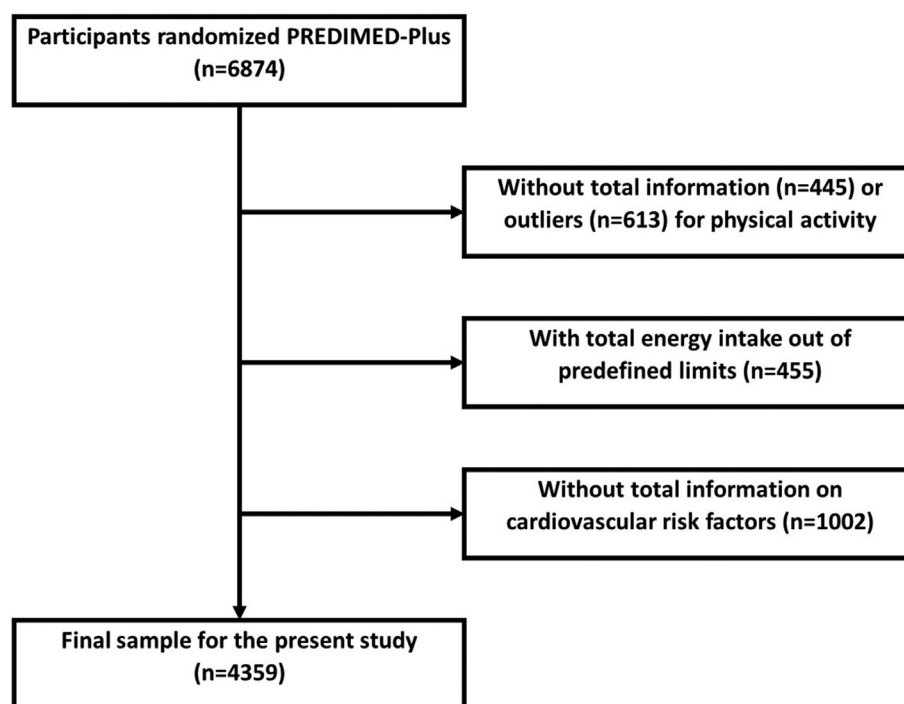 Participants randomized PREDIMED-Plus
(n=6874)
Without total information (n=445) or
outliers (n=613) for physical activity
With total energy intake out of
predefined limits (n=455)
Without total information on
cardiovascular risk factors (n=1002)
Final sample for the present study
(n=4359)